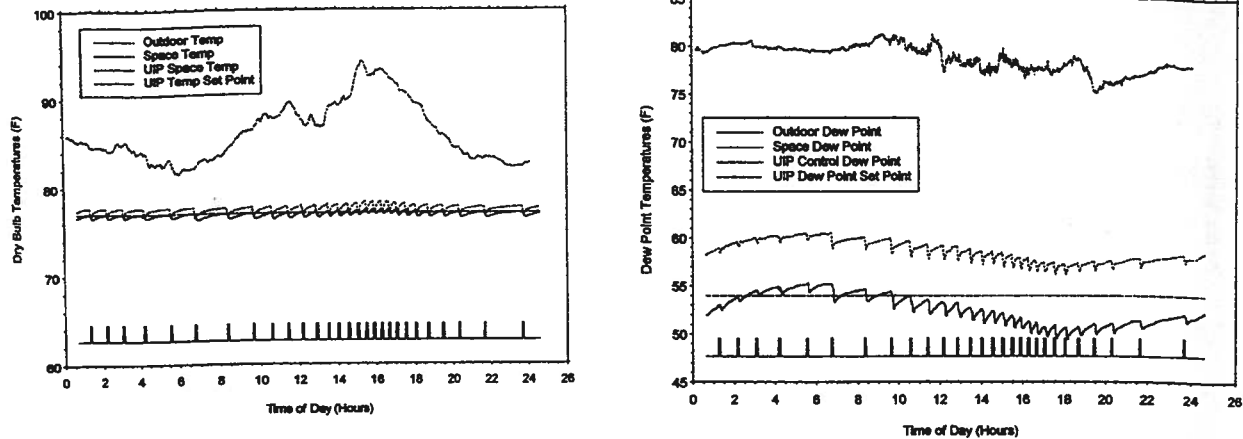 100
90
80
70
60
Dry Bulb Temperatures (F)
Outdoor Temp
Space Temp
UIP Space Temp
UIP Temp Set Point
0 2 4 6 8 10 12 14 16 18 20 22 24 26
Time of Day (Hours)
85
80
75
70
65
60
55
50
45
Dew Point Temperatures (F)
Outdoor Dew Point
Space Dew Point
UIP Control Dew Point
UIP Dew Point Set Point
0 2 4 6 8 10 12 14 16 18 20 22 24 26
Time of Day (Hours)